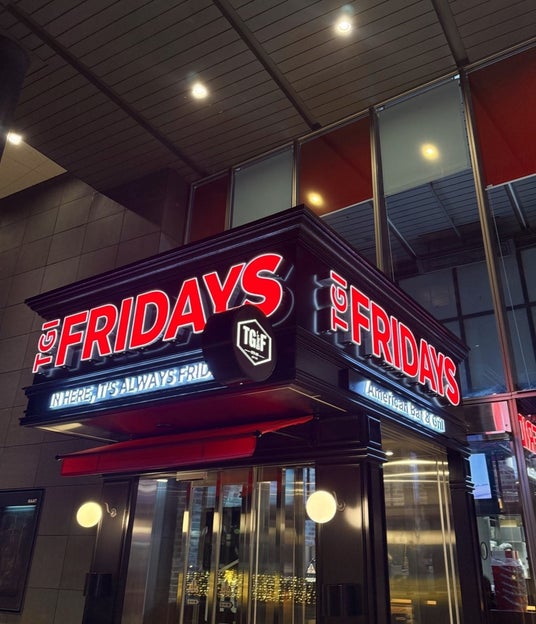 TGI FRIDAYS
IN HERE, IT'S ALWAYS FRID
TGIF
TGI FRIDAYS
American Bar & Grill